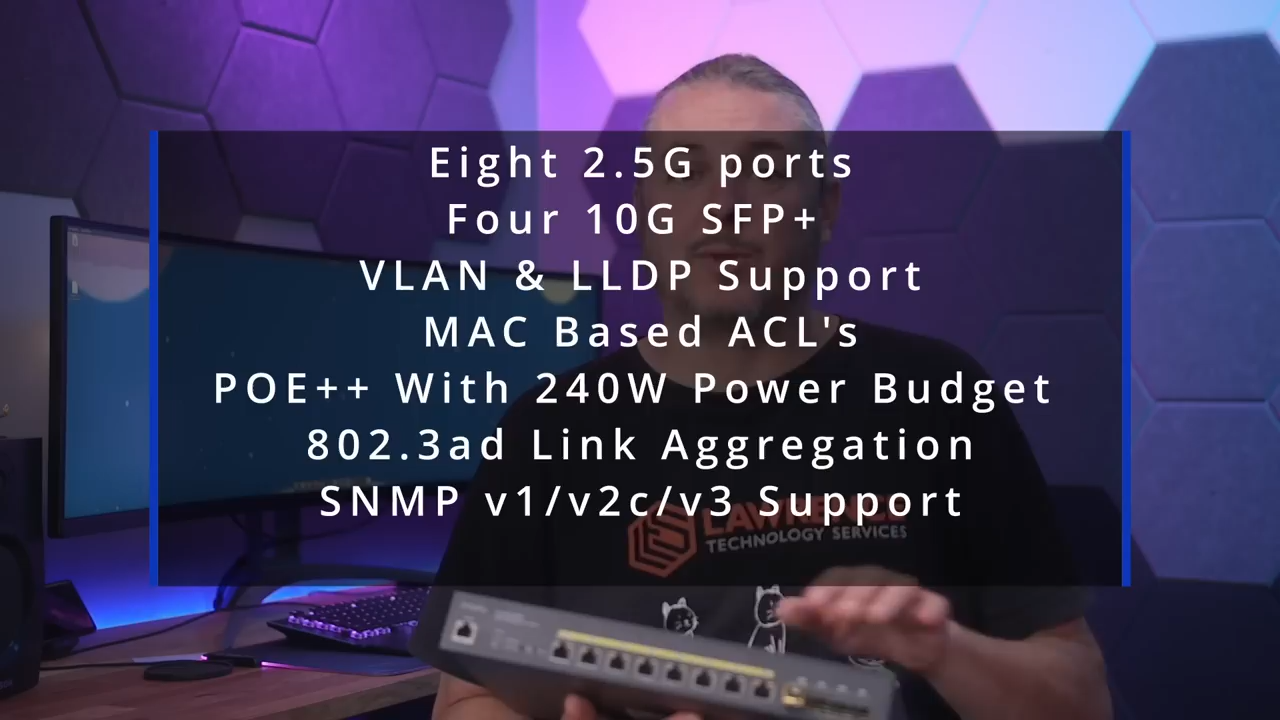 Eight 2.5G ports
Four 10G SFP+
VLAN & LLDP Support
MAC Based ACL's
POE++ With 240W Power Budget
802.3ad Link Aggregation
SNMP v1/v2c/v3 Support
LAWRENCE
TECHNOLOGY SERVICES